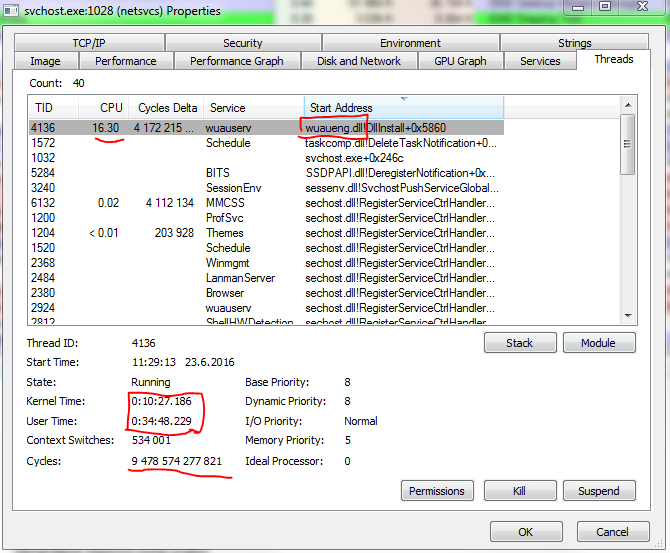 svchost.exe:1028 (netsvcs) Properties
TCP/IP Security Environment Strings
Image Performance Performance Graph Disk and Network GPU Graph Services Threads
Count: 40
TID CPU Cycles Delta Service Start Address
4136 16.30 4 172 215 ... wuauserv wuaueng.dll!DllInstall+0x5860
1572 Schedule taskcomp.dll!DeleteTaskNotification+0...
1032 svchost.exe+0x246c
5284 BITS SSDPAPI.dll!DeregisterService+0x...
3240 SessionEnv sessenv.dll!SvchostPushServiceGlobal...
6132 0.02 4 112 134 MMCSS sechost.dll!RegisterServiceCtrlHandler...
1200 ProfSvc sechost.dll!RegisterServiceCtrlHandler...
1204 < 0.01 203 928 Themes sechost.dll!RegisterServiceCtrlHandler...
1520 Schedule sechost.dll!RegisterServiceCtrlHandler...
2368 Winmgmt sechost.dll!RegisterServiceCtrlHandler...
2484 LanmanServer sechost.dll!RegisterServiceCtrlHandler...
2380 Browser sechost.dll!RegisterServiceCtrlHandler...
2924 wuauserv sechost.dll!RegisterServiceCtrlHandler...
2812 ShellHWDetection sechost.dll!RegisterServiceCtrlHandler...
Thread ID: 4136 Stack Module
Start Time: 11:29:13 23.6.2016
State: Running Base Priority: 8
Kernel Time: 0:10:27.186 Dynamic Priority: 8
User Time: 0:34:48.229 I/O Priority: Normal
Context Switches: 534 001 Memory Priority: 5
Cycles: 9 478 574 277 821 Ideal Processor: 0
Permissions Kill Suspend
OK Cancel